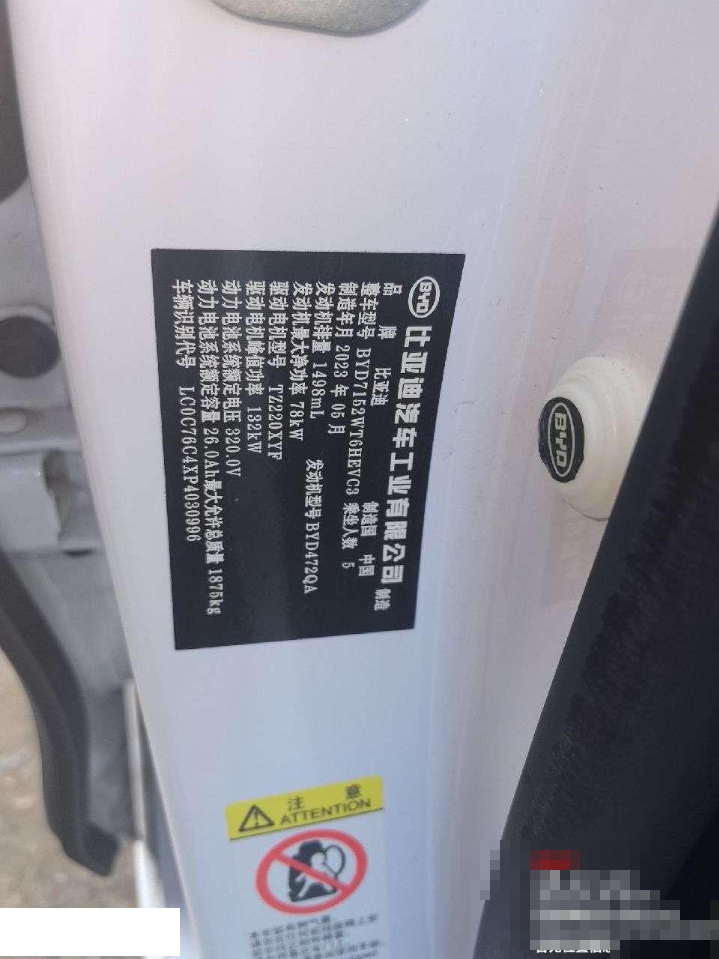 BYD 比亚迪汽车工业有限公司 制造
品 牌 比亚迪 制造国 中国
整车型号 BYD7152WT6HEVC3 乘坐人数 5
制造年月 2023 年 05 月
发动机排量 1498mL
发动机最大净功率 78kW 发动机型号 BYD472QA
驱动电机型号 TZ220XYF
驱动电机峰值功率 132kW
动力电池系统额定电压 320.0V
动力电池系统额定容量 26.0Ah 最大允许总质量 1875kg
车辆识别代号 LC0C76C4XP4030996
BYD
注 意
ATTENTION